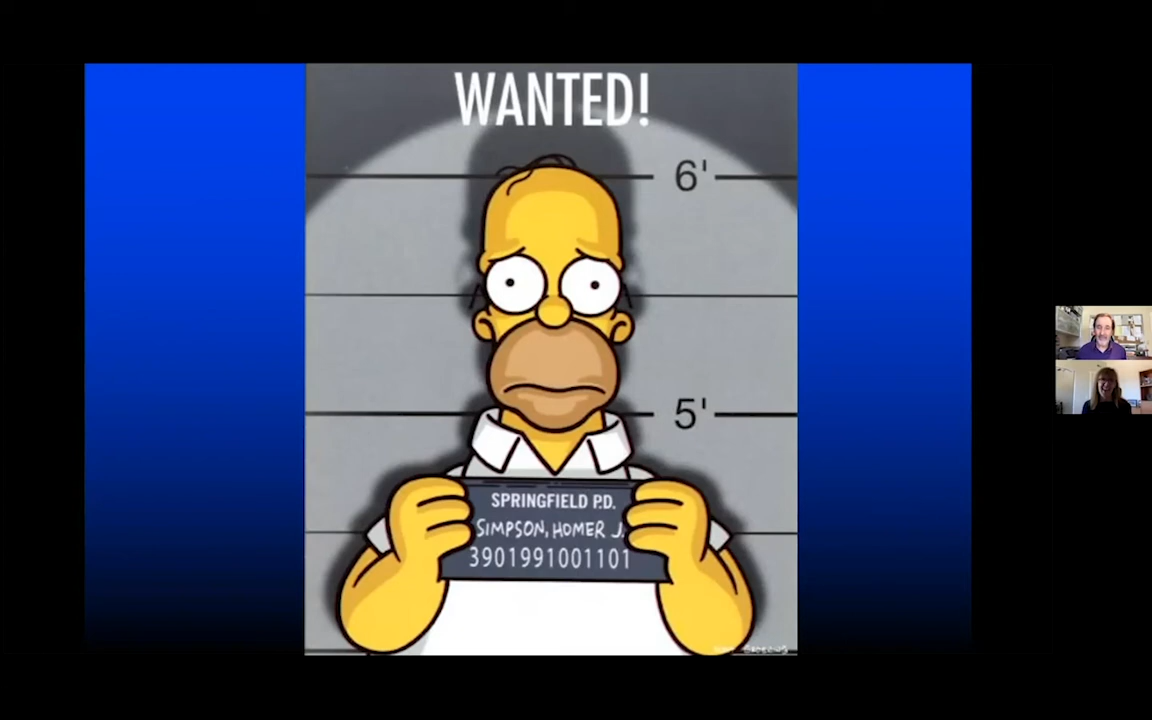 WANTED!
6'
5'
SPRINGFIELD P.D.
SIMPSON, HOMER J.
3901991001101